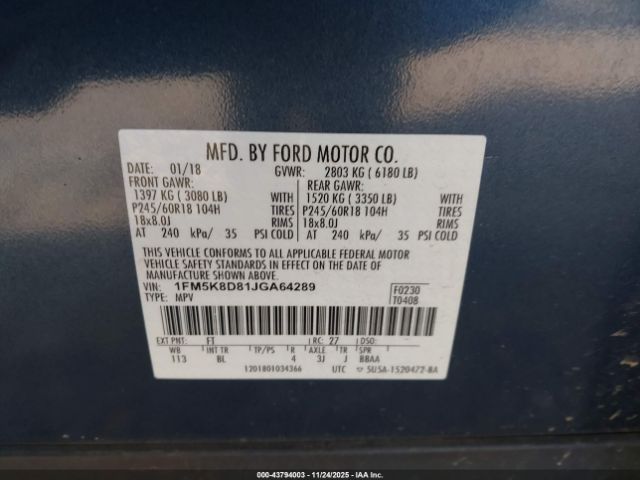 MFD. BY FORD MOTOR CO.
DATE: 01/18 GVWR: 2803 KG ( 6180 LB)
FRONT GAWR: REAR GAWR:
1397 KG ( 3080 LB) WITH 1520 KG ( 3350 LB) WITH
P245/60R18 104H TIRES P245/60R18 104H TIRES
18x8.0J RIMS 18x8.0J RIMS
AT 240 kPa/ 35 PSI COLD AT 240 kPa/ 35 PSI COLD
THIS VEHICLE CONFORMS TO ALL APPLICABLE FEDERAL MOTOR
VEHICLE SAFETY STANDARDS IN EFFECT ON THE DATE OF
MANUFACTURE SHOWN ABOVE.
VIN: 1FM5K8D81JGA64289 F0230
TYPE: MPV T0408
EXT PNT: FT RC: 27 DSO:
WB INT TR TP/PS R AXLE TR SPR
113 BL 4 3J J BBAA
1201801034366 UTC 5U5A-1520472-BA
000-43794003 - 11/24/2025 - IAA Inc.